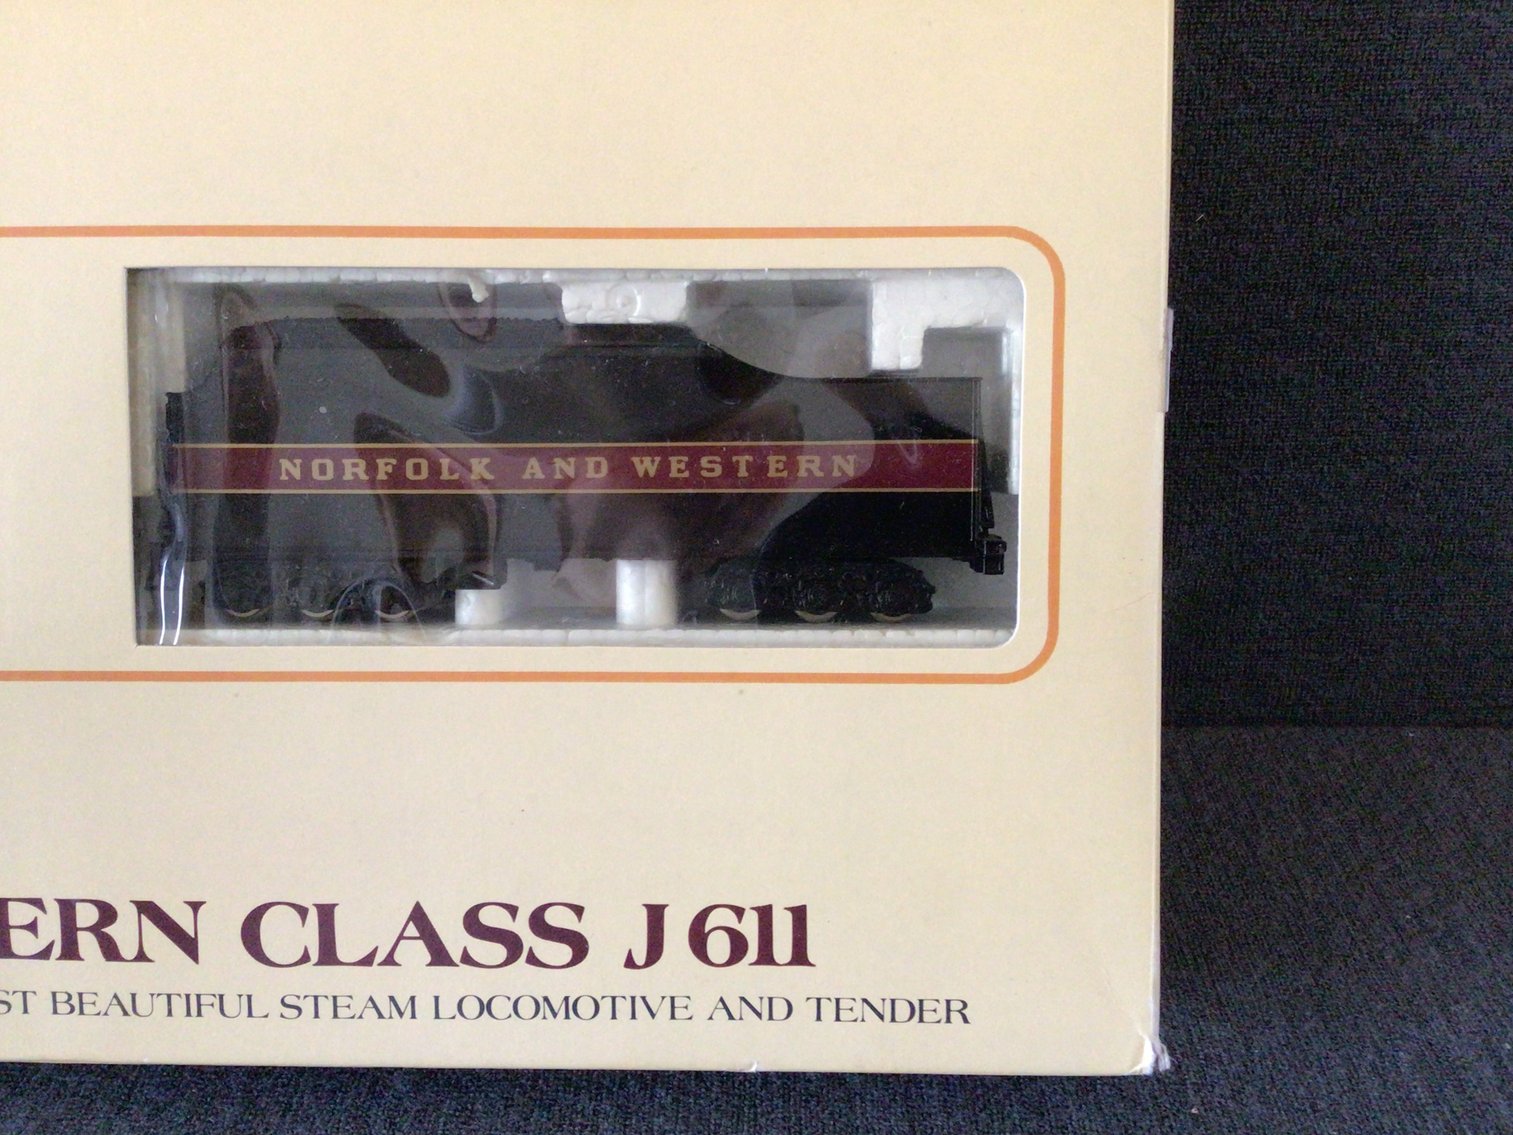 NORFOLK AND WESTERN
ERN CLASS J 611
ST BEAUTIFUL STEAM LOCOMOTIVE AND TENDER